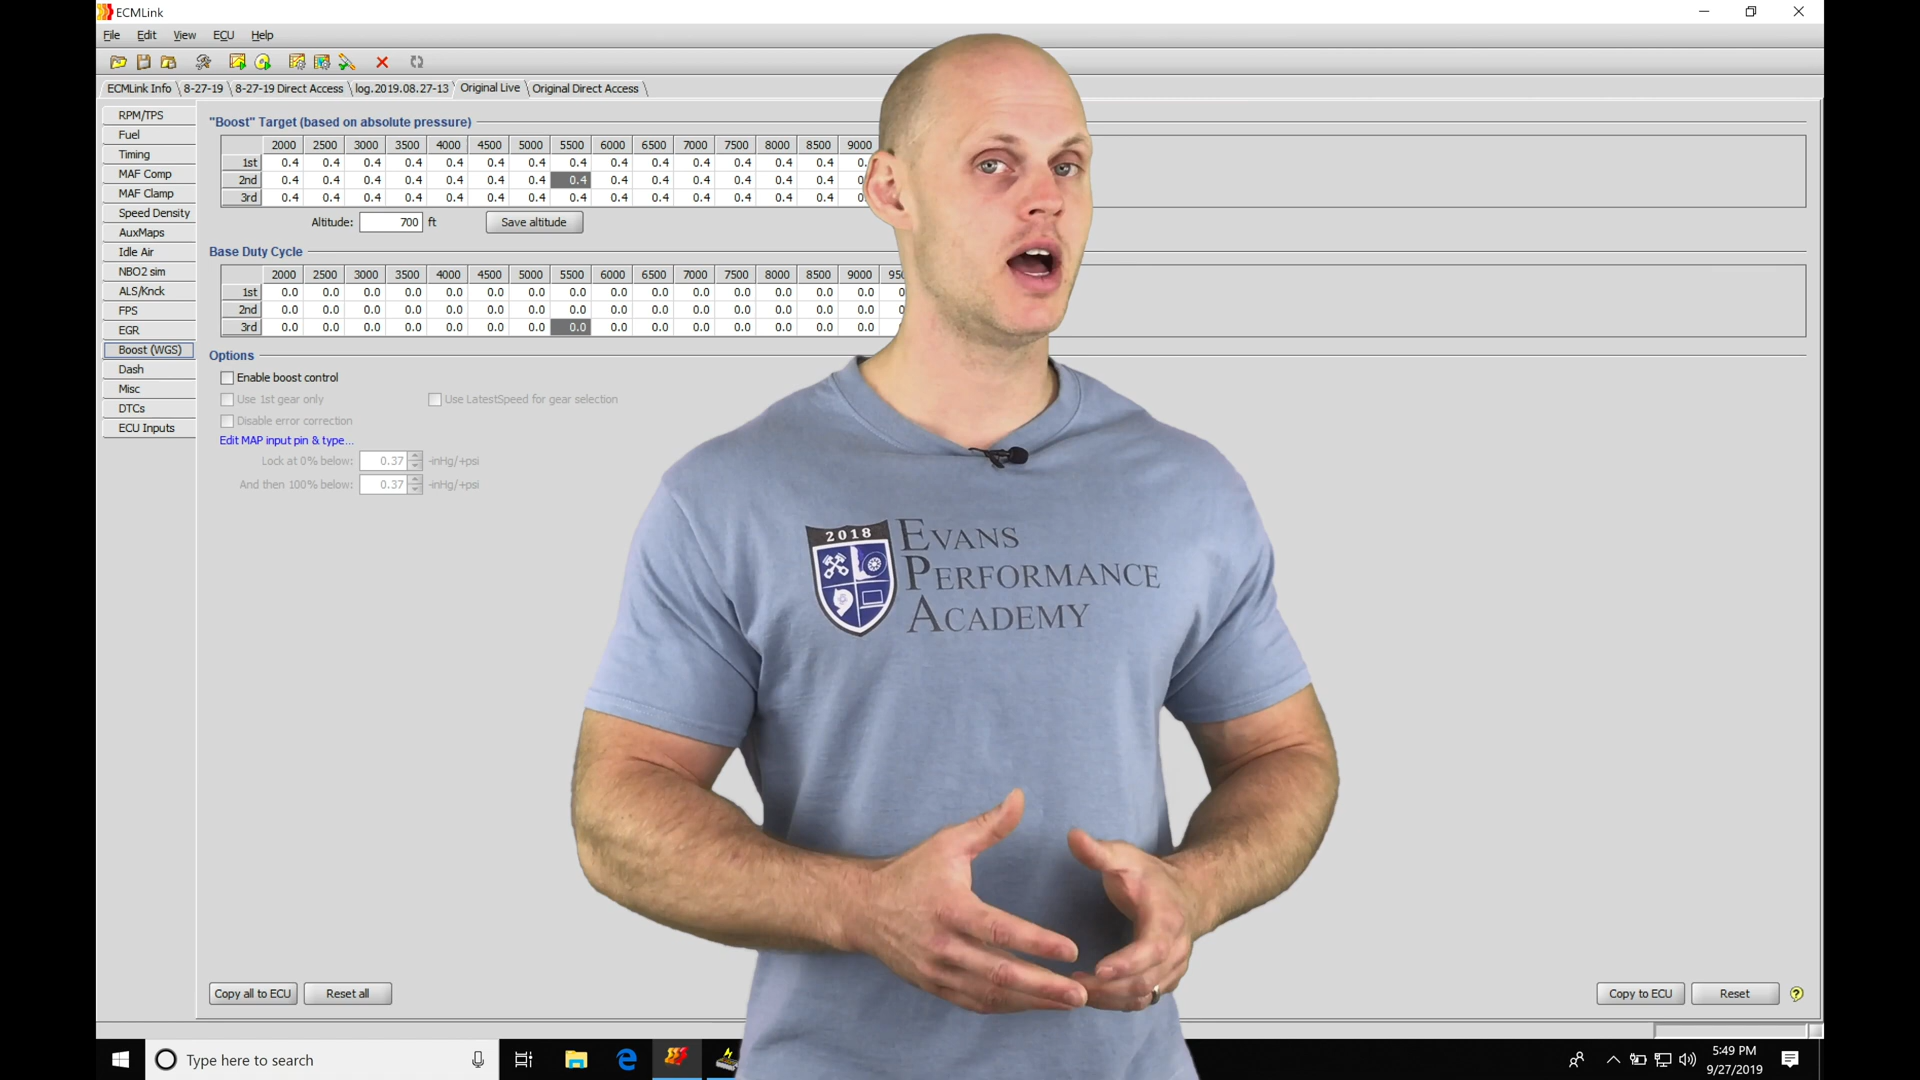 ECMLink
File Edit View ECU Help
ECMLink Info 8-27-19 8-27-19 Direct Access log.2019.08.27-13 Original Live Original Direct Access
RPM/TPS
Fuel
Timing
MAF Comp
MAF Clamp
Speed Density
AuxMaps
Idle Air
NBO2 sim
ALS/Knck
FPS
EGR
Boost (WGS)
Dash
Misc
DTCs
ECU Inputs
"Boost" Target (based on absolute pressure)
2000 2500 3000 3500 4000 4500 5000 5500 6000 6500 7000 7500 8000 8500 9000
1st 0.4 0.4 0.4 0.4 0.4 0.4 0.4 0.4 0.4 0.4 0.4 0.4 0.4 0.4
2nd 0.4 0.4 0.4 0.4 0.4 0.4 0.4 0.4 0.4 0.4 0.4 0.4 0.4 0.4
3rd 0.4 0.4 0.4 0.4 0.4 0.4 0.4 0.4 0.4 0.4 0.4 0.4 0.4 0.4
Altitude: 700 ft Save altitude
Base Duty Cycle
2000 2500 3000 3500 4000 4500 5000 5500 6000 6500 7000 7500 8000 8500 9000
1st 0.0 0.0 0.0 0.0 0.0 0.0 0.0 0.0 0.0 0.0 0.0 0.0 0.0 0.0 0.0
2nd 0.0 0.0 0.0 0.0 0.0 0.0 0.0 0.0 0.0 0.0 0.0 0.0 0.0 0.0 0.0
3rd 0.0 0.0 0.0 0.0 0.0 0.0 0.0 0.0 0.0 0.0 0.0 0.0 0.0 0.0 0.0
Options
Enable boost control
Use 1st gear only Use LatestSpeed for gear selection
Disable error correction
Edit MAP input pin & type...
Lock at 0% below: 0.37 -inHg/+psi
And then 100% below: 0.37 -inHg/+psi
2018
EVANS
PERFORMANCE
ACADEMY
Copy all to ECU Reset all Copy to ECU Reset
Type here to search
5:49 PM
9/27/2019